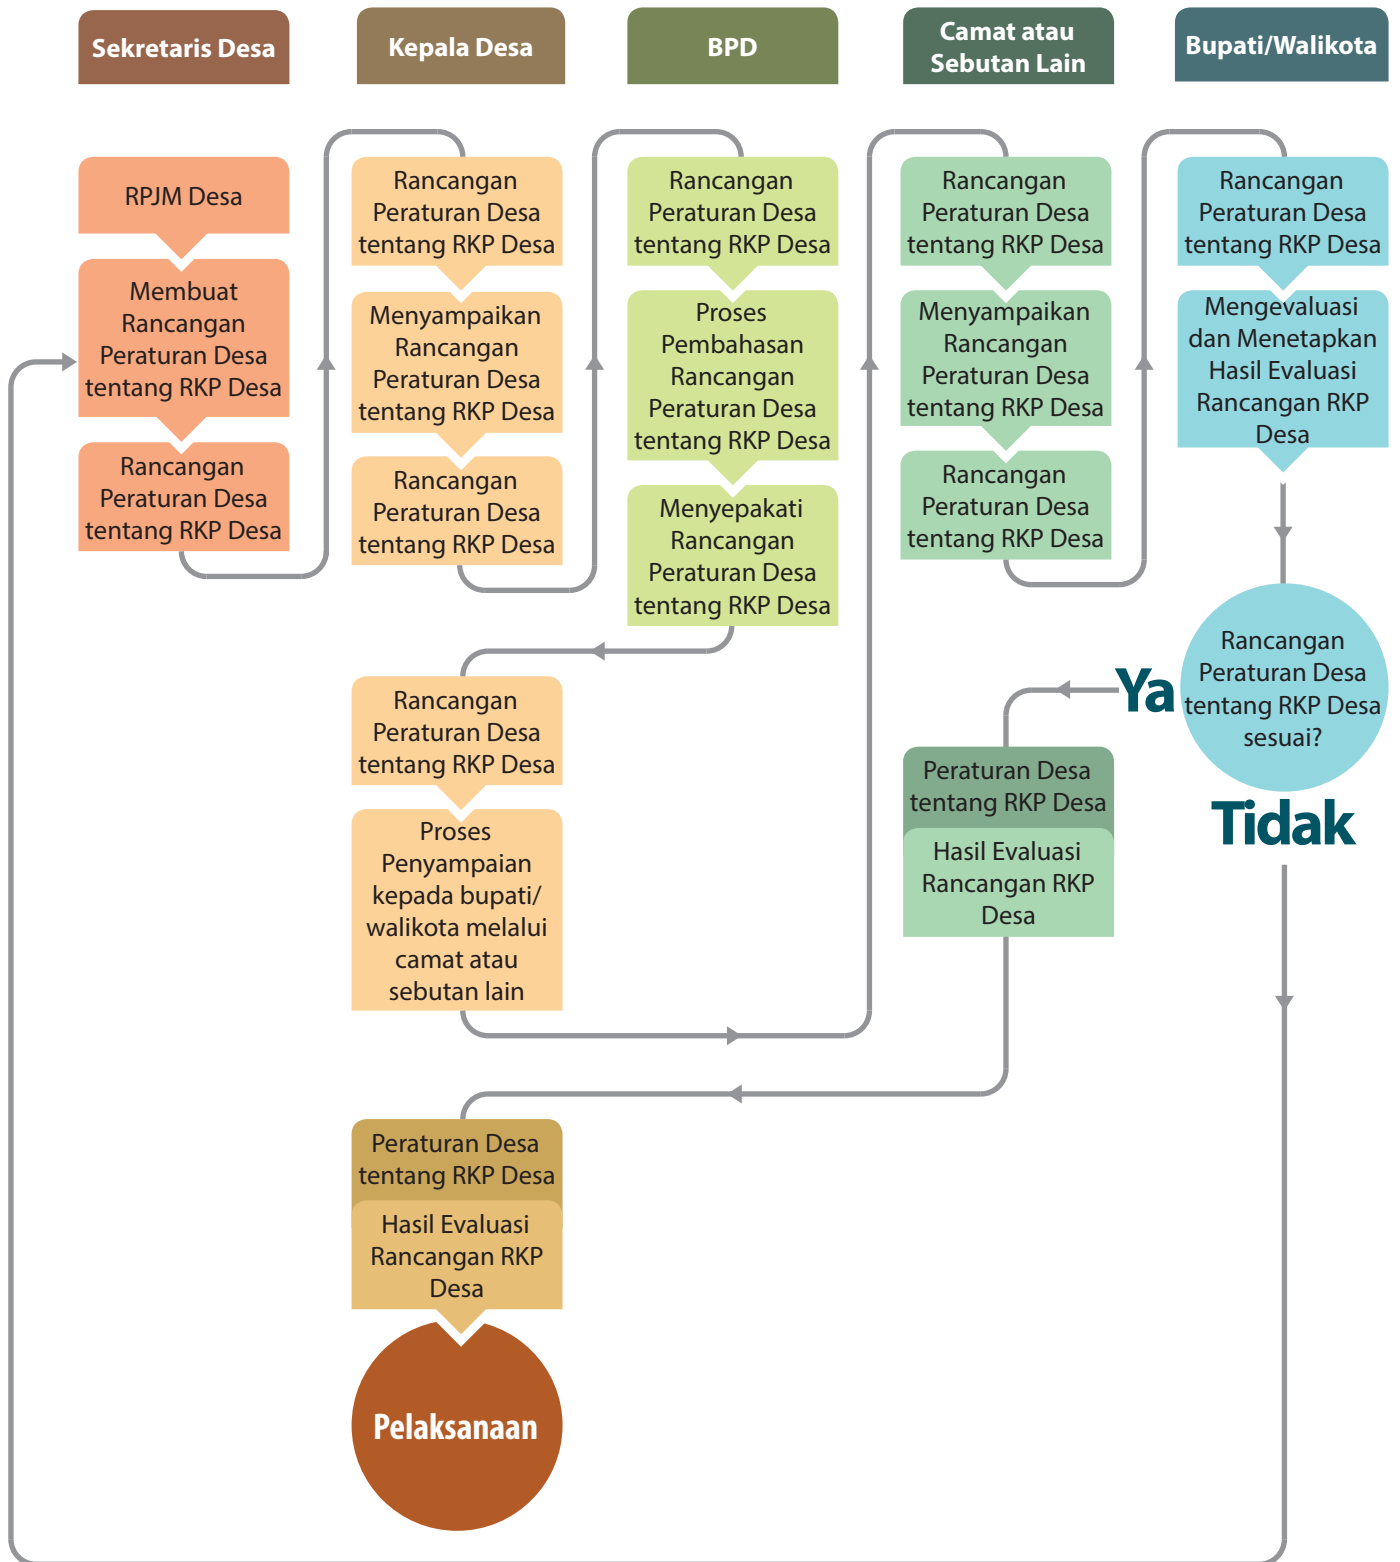 Sekretaris Desa
Kepala Desa
BPD
Camat atau
Sebutan Lain
Bupati/Walikota
RPJM Desa
Membuat
Rancangan
Peraturan Desa
tentang RKP Desa
Rancangan
Peraturan Desa
tentang RKP Desa
Rancangan
Peraturan Desa
tentang RKP Desa
Menyampaikan
Rancangan
Peraturan Desa
tentang RKP Desa
Rancangan
Peraturan Desa
tentang RKP Desa
Rancangan
Peraturan Desa
tentang RKP Desa
Proses
Pembahasan
Rancangan
Peraturan Desa
tentang RKP Desa
Menyepakati
Rancangan
Peraturan Desa
tentang RKP Desa
Rancangan
Peraturan Desa
tentang RKP Desa
Proses
Penyampaian
kepada bupati/
walikota melalui
camat atau
sebutan lain
Rancangan
Peraturan Desa
tentang RKP Desa
Menyampaikan
Rancangan
Peraturan Desa
tentang RKP Desa
Rancangan
Peraturan Desa
tentang RKP Desa
Rancangan
Peraturan Desa
tentang RKP Desa
Mengevaluasi
dan Menetapkan
Hasil Evaluasi
Rancangan RKP
Desa
Rancangan
Peraturan Desa
tentang RKP Desa
sesuai?
Ya
Tidak
Peraturan Desa
tentang RKP Desa
Hasil Evaluasi
Rancangan RKP
Desa
Peraturan Desa
tentang RKP Desa
Hasil Evaluasi
Rancangan RKP
Desa
Pelaksanaan